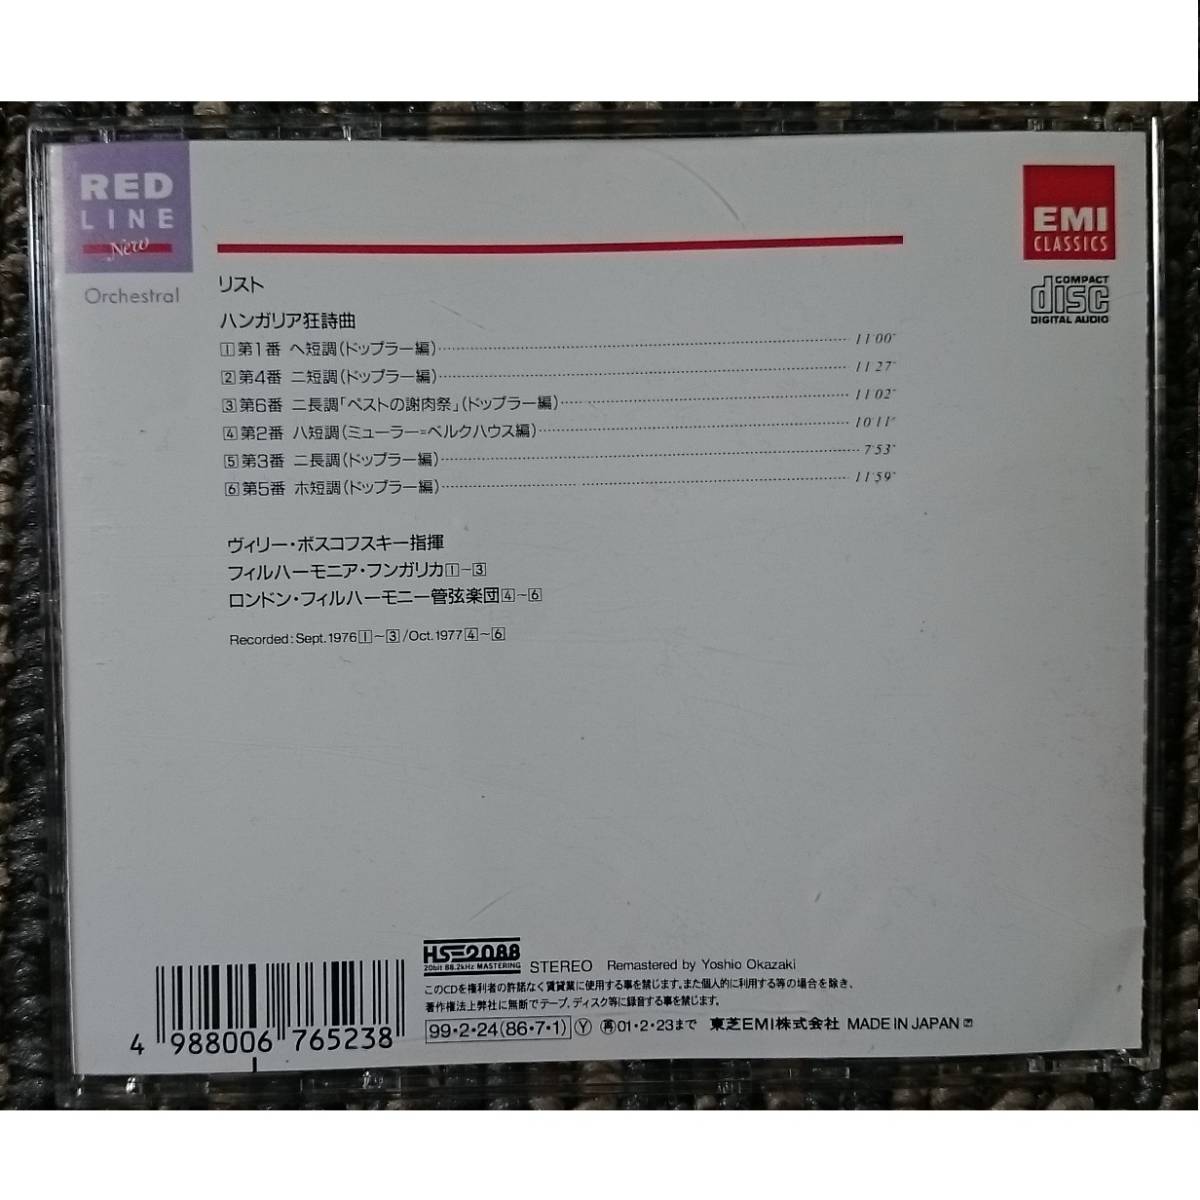 RED
LINE
New
Orchestral
EMI
CLASSICS
COMPACT
disc
DIGITAL AUDIO
リスト
ハンガリア狂詩曲
1 第1番 ヘ短調(ドップラー編)… 11'00"
2 第4番 ニ短調(ドップラー編)… 11'27"
3 第6番 ニ長調「ペストの謝肉祭」(ドップラー編)… 11'02"
4 第2番 ハ短調(ミューラー=ベルクハウス編)… 10'11"
5 第3番 ニ長調(ドップラー編)… 7'53"
6 第5番 ホ短調(ドップラー編)… 11'59"
ヴィリー・ボスコフスキー指揮
フィルハーモニア・フンガリカ1~3
ロンドン・フィルハーモニー管弦楽団4~6
Recorded: Sept. 1976 1~3/Oct. 1977 4~6
HS-2088
20bit 88.2kHz MASTERING
STEREO Remastered by Yoshio Okazaki
このCDを権利者の許諾なく賃貸業に使用する事を禁じます。また個人的に利用する等の場合を除き、
著作権法上弊社に無断でテープ、ディスク等に録音する事を禁じます。
99・2・24(86・7・1) Ⓨ 再01・2・23まで 東芝EMI株式会社 MADE IN JAPAN
4 988006 765238